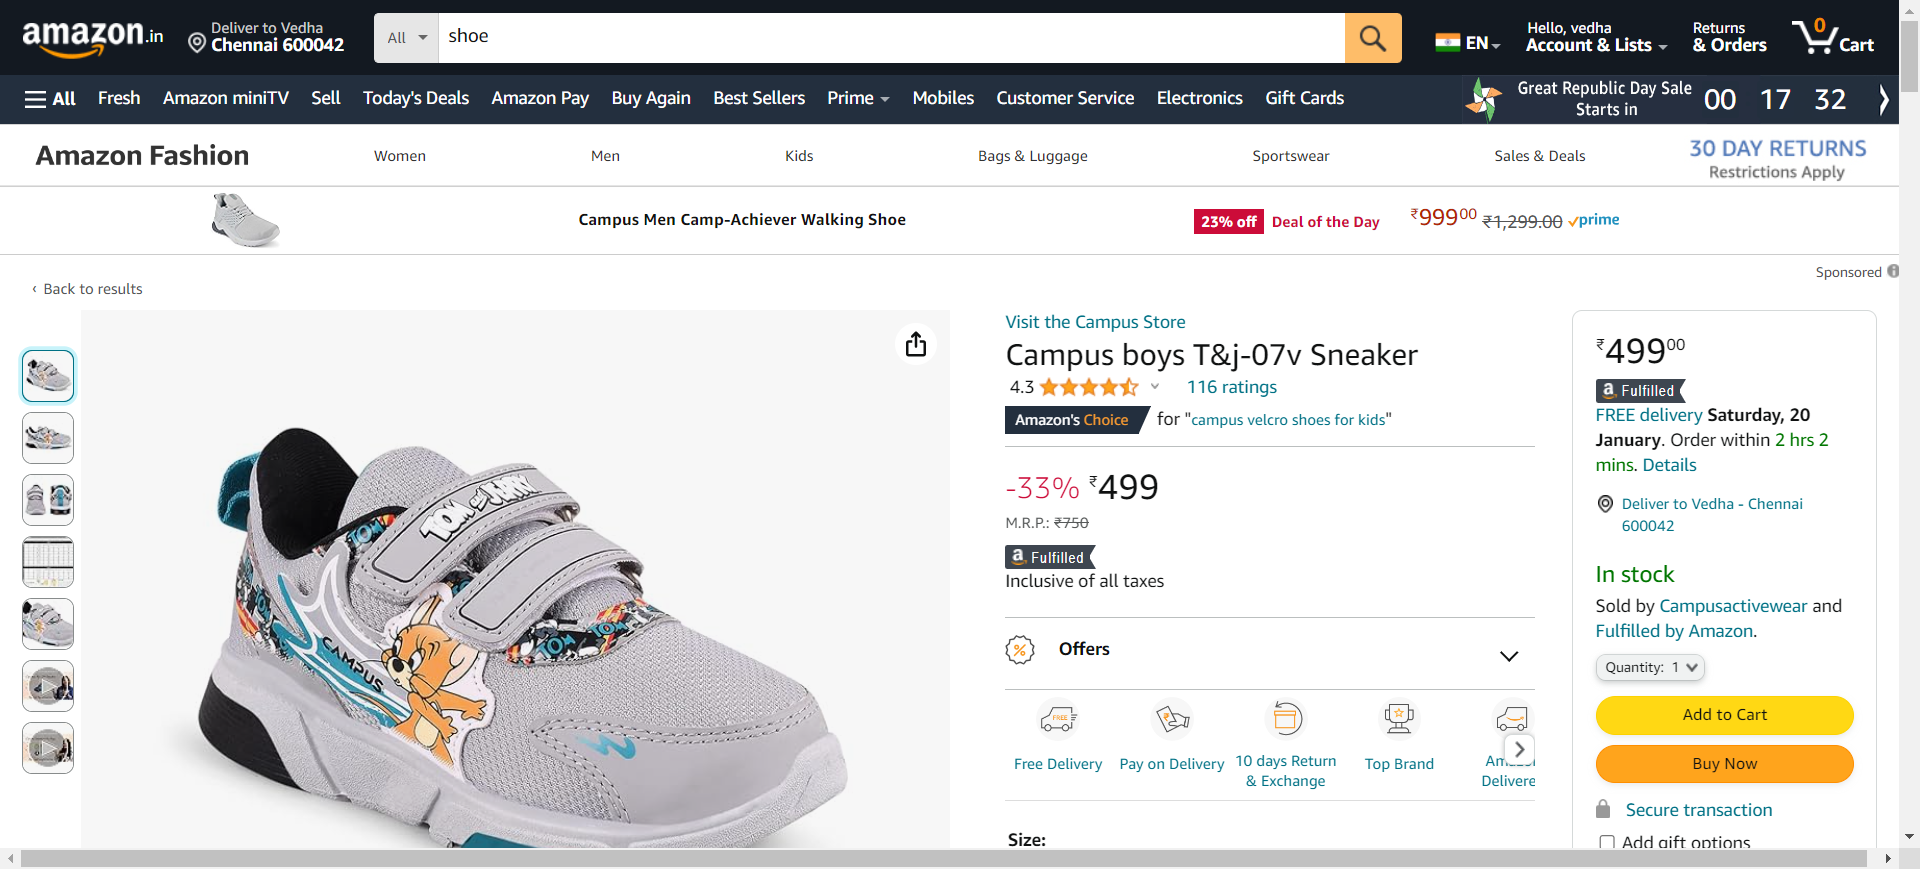 amazon.in
Deliver to Vedha
Chennai 600042
All
shoe
EN
Hello, vedha
Account & Lists
Returns
& Orders
0
Cart
All
Fresh
Amazon miniTV
Sell
Today's Deals
Amazon Pay
Buy Again
Best Sellers
Prime
Mobiles
Customer Service
Electronics
Gift Cards
Great Republic Day Sale
Starts in
00 17 32
Amazon Fashion
Women
Men
Kids
Bags & Luggage
Sportswear
Sales & Deals
30 DAY RETURNS
Restrictions Apply
Campus Men Camp-Achiever Walking Shoe
23% off
Deal of the Day
₹99900
₹1,299.00
prime
Sponsored
‹ Back to results
TOM and JERRY
TOM
TOM
TOM
CAMPUS
Visit the Campus Store
Campus boys T&j-07v Sneaker
4.3
116 ratings
Amazon's Choice
for "campus velcro shoes for kids"
-33% ₹499
M.R.P.: ₹750
a Fulfilled
Inclusive of all taxes
Offers
FREE
Free Delivery
Pay on Delivery
10 days Return
& Exchange
Top Brand
Delivere
Size:
₹49900
a Fulfilled
FREE delivery Saturday, 20
January. Order within 2 hrs 2
mins. Details
Deliver to Vedha - Chennai
600042
In stock
Sold by Campusactivewear and
Fulfilled by Amazon.
Quantity: 1
Add to Cart
Buy Now
Secure transaction
Add gift options